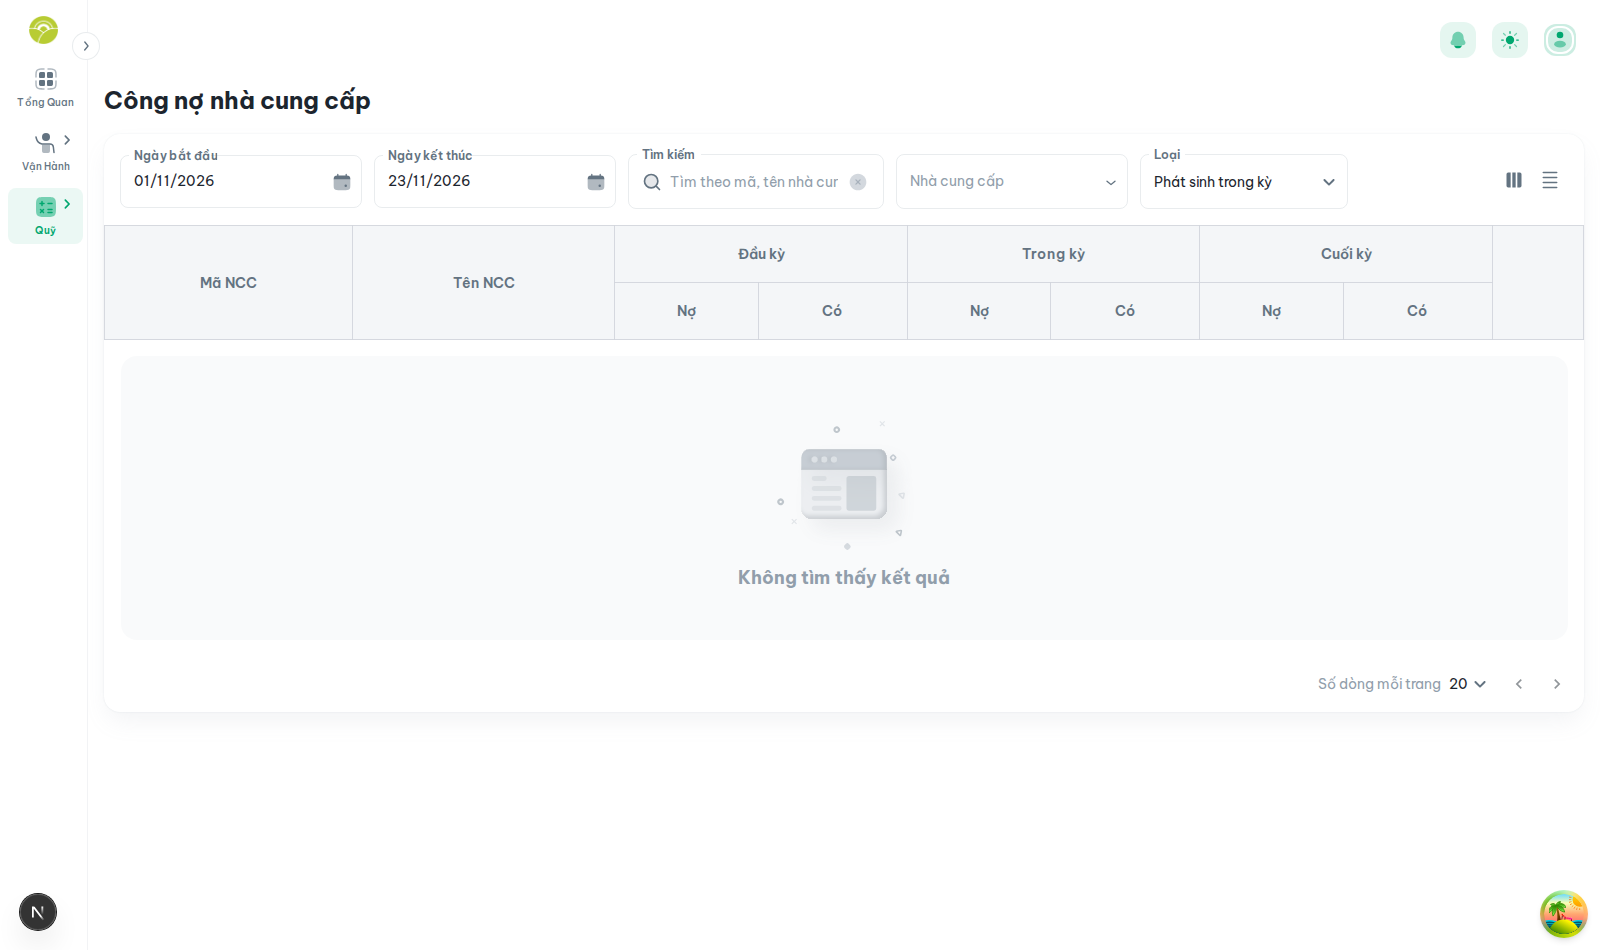 Tổng Quan
Vận Hành
Quỹ
Công nợ nhà cung cấp
Ngày bắt đầu
01/11/2026
Ngày kết thúc
23/11/2026
Tìm kiếm
Tìm theo mã, tên nhà cur
Nhà cung cấp
Loại
Phát sinh trong kỳ
Mã NCC
Tên NCC
Đầu kỳ
Trong kỳ
Cuối kỳ
Nợ
Có
Nợ
Có
Nợ
Có
Không tìm thấy kết quả
Số dòng mỗi trang
20
N